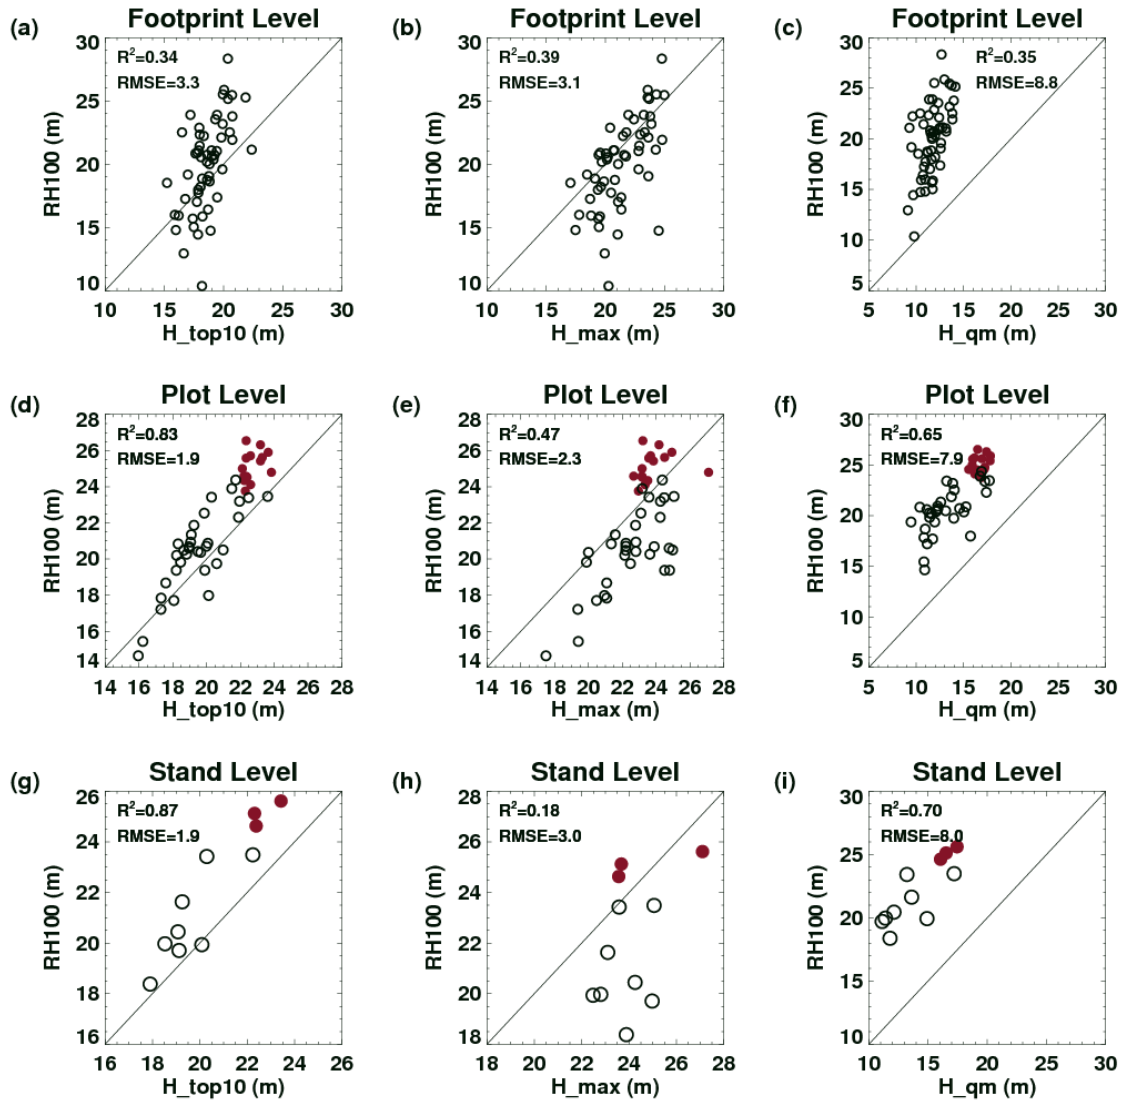 (a) Footprint Level
R²=0.34
RMSE=3.3
RH100 (m)
30
25
20
15
10
10 15 20 25 30
H_top10 (m)
(b) Footprint Level
R²=0.39
RMSE=3.1
RH100 (m)
30
25
20
15
10
10 15 20 25 30
H_max (m)
(c) Footprint Level
R²=0.35
RMSE=8.8
RH100 (m)
30
25
20
15
10
5
5 10 15 20 25 30
H_qm (m)
(d) Plot Level
R²=0.83
RMSE=1.9
RH100 (m)
28
26
24
22
20
18
16
14
14 16 18 20 22 24 26 28
H_top10 (m)
(e) Plot Level
R²=0.47
RMSE=2.3
RH100 (m)
28
26
24
22
20
18
16
14
14 16 18 20 22 24 26 28
H_max (m)
(f) Plot Level
R²=0.65
RMSE=7.9
RH100 (m)
30
25
20
15
10
5
5 10 15 20 25 30
H_qm (m)
(g) Stand Level
R²=0.87
RMSE=1.9
RH100 (m)
26
24
22
20
18
16
16 18 20 22 24 26
H_top10 (m)
(h) Stand Level
R²=0.18
RMSE=3.0
RH100 (m)
28
26
24
22
20
18
18 20 22 24 26 28
H_max (m)
(i) Stand Level
R²=0.70
RMSE=8.0
RH100 (m)
30
25
20
15
10
10 15 20 25 30
H_qm (m)